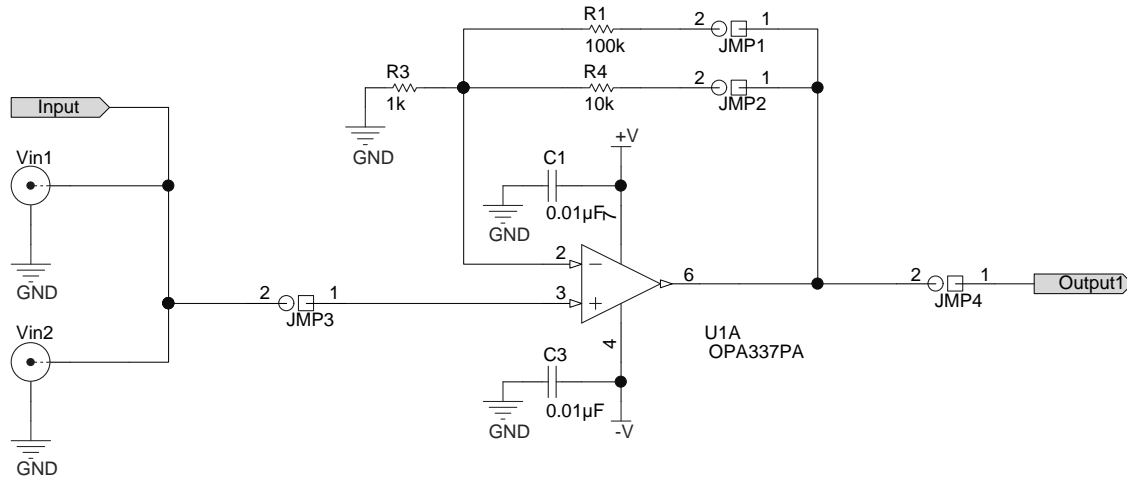 R1
2
1
100k
JMP1
R3
R4
2
1
1k
10k
JMP2
Input
GND
+V
Vin1
C1
0.01µF
7
GND
2
−
6
2
1
Output1
GND
2
1
3
+
JMP4
JMP3
Vin2
4
U1A
OPA337PA
C3
0.01µF
GND
-V
GND